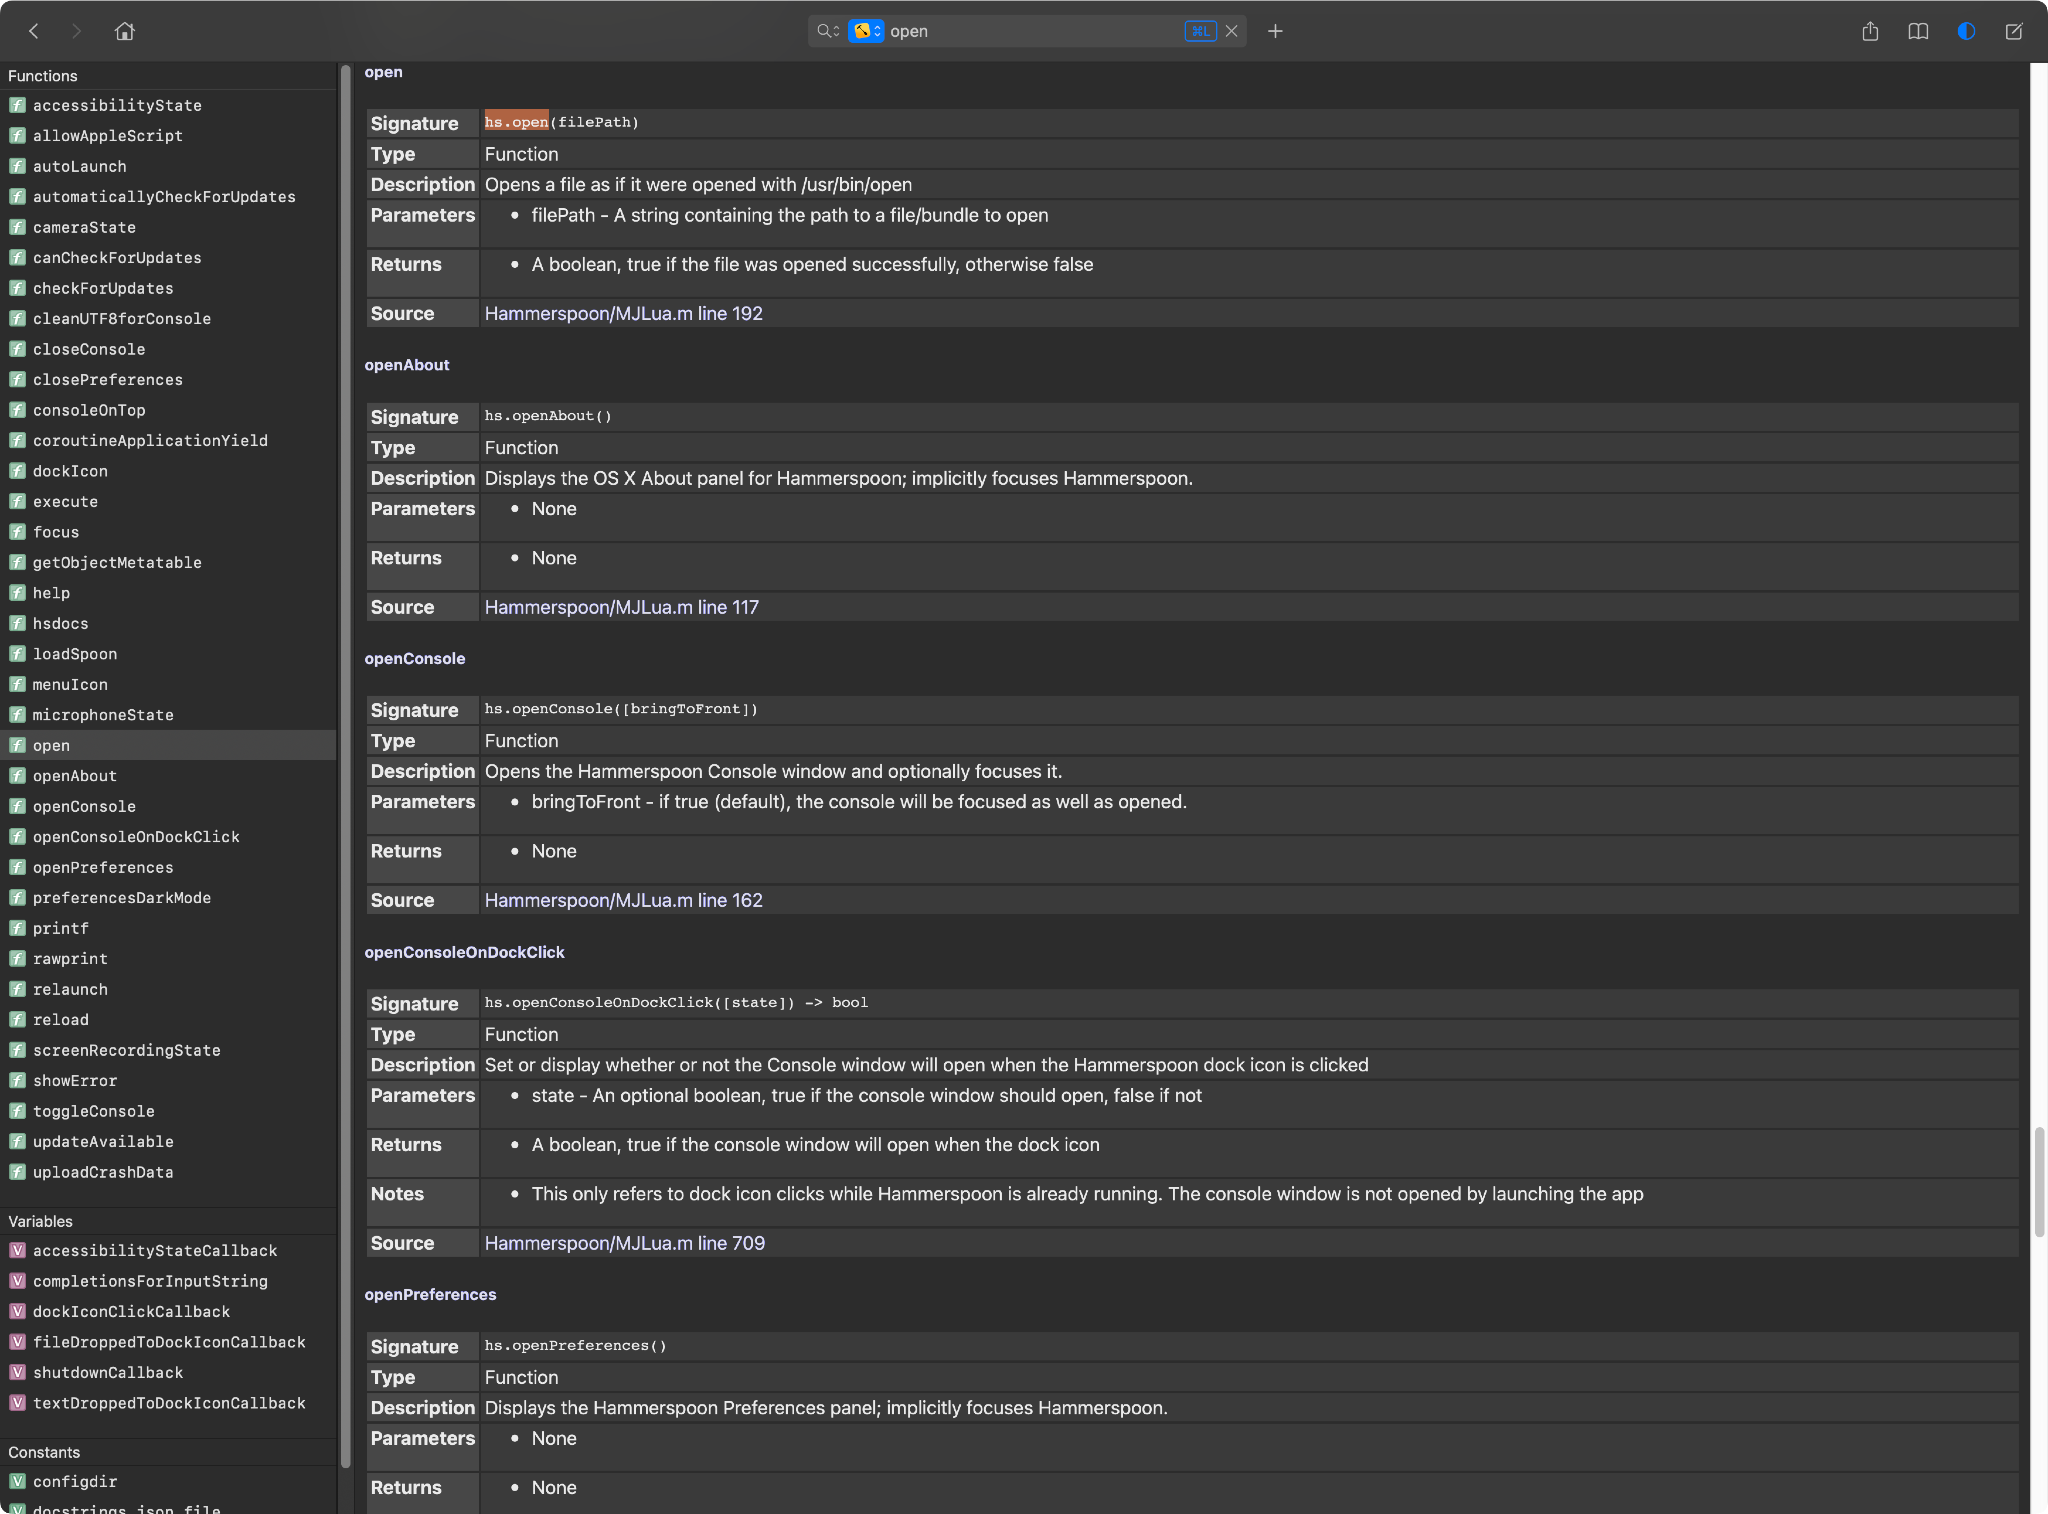 open
⌘L
Functions
accessibilityState
allowAppleScript
autoLaunch
automaticallyCheckForUpdates
cameraState
canCheckForUpdates
checkForUpdates
cleanUTF8forConsole
closeConsole
closePreferences
consoleOnTop
coroutineApplicationYield
dockIcon
execute
focus
getObjectMetatable
help
hsdocs
loadSpoon
menuIcon
microphoneState
open
openAbout
openConsole
openConsoleOnDockClick
openPreferences
preferencesDarkMode
printf
rawprint
relaunch
reload
screenRecordingState
showError
toggleConsole
updateAvailable
uploadCrashData
Variables
accessibilityStateCallback
completionsForInputString
dockIconClickCallback
fileDroppedToDockIconCallback
shutdownCallback
textDroppedToDockIconCallback
Constants
configdir
docstrings_json_file
open
Signature hs.open(filePath)
Type Function
Description Opens a file as if it were opened with /usr/bin/open
Parameters • filePath - A string containing the path to a file/bundle to open
Returns • A boolean, true if the file was opened successfully, otherwise false
Source Hammerspoon/MJLua.m line 192
openAbout
Signature hs.openAbout()
Type Function
Description Displays the OS X About panel for Hammerspoon; implicitly focuses Hammerspoon.
Parameters • None
Returns • None
Source Hammerspoon/MJLua.m line 117
openConsole
Signature hs.openConsole([bringToFront])
Type Function
Description Opens the Hammerspoon Console window and optionally focuses it.
Parameters • bringToFront - if true (default), the console will be focused as well as opened.
Returns • None
Source Hammerspoon/MJLua.m line 162
openConsoleOnDockClick
Signature hs.openConsoleOnDockClick([state]) -> bool
Type Function
Description Set or display whether or not the Console window will open when the Hammerspoon dock icon is clicked
Parameters • state - An optional boolean, true if the console window should open, false if not
Returns • A boolean, true if the console window will open when the dock icon
Notes • This only refers to dock icon clicks while Hammerspoon is already running. The console window is not opened by launching the app
Source Hammerspoon/MJLua.m line 709
openPreferences
Signature hs.openPreferences()
Type Function
Description Displays the Hammerspoon Preferences panel; implicitly focuses Hammerspoon.
Parameters • None
Returns • None